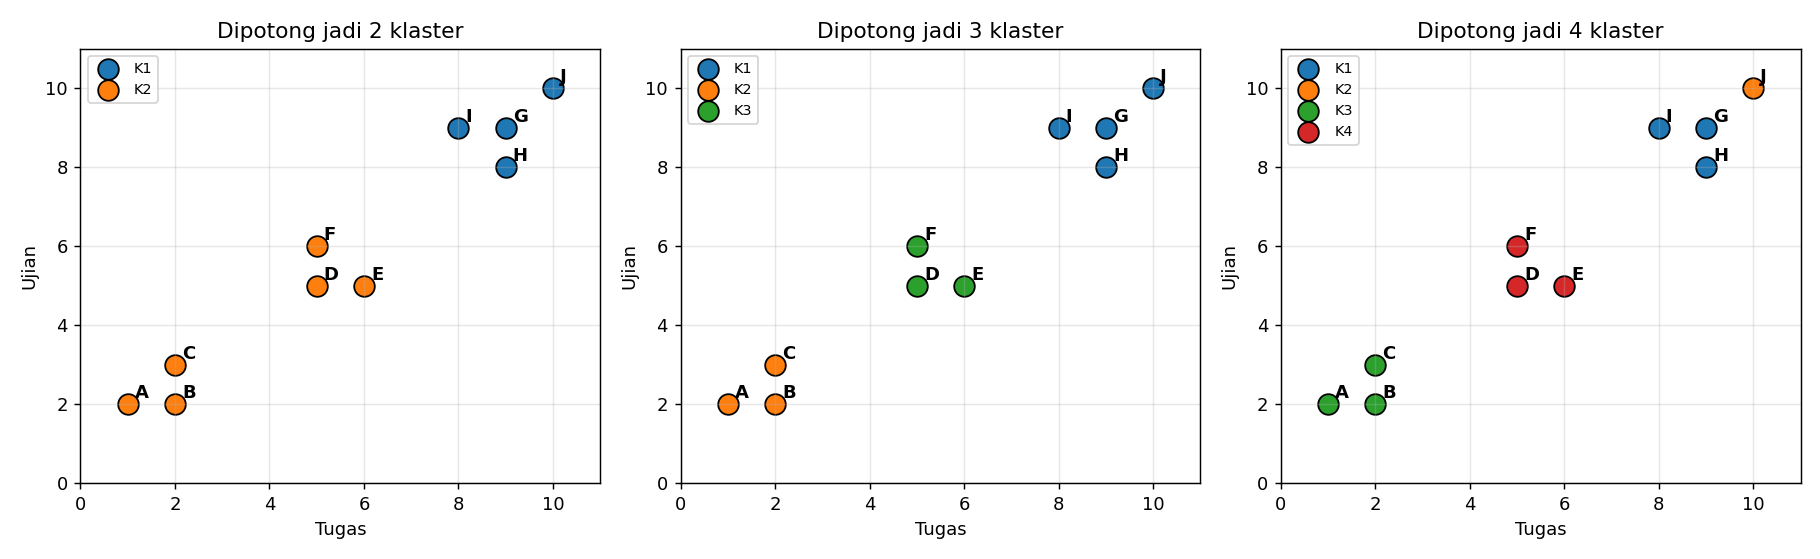 Dipotong jadi 2 klaster
K1
K2
J
I
G
H
F
D
E
C
A
B
10
8
6
4
2
0
Ujian
0 2 4 6 8 10
Tugas
Dipotong jadi 3 klaster
K1
K2
K3
J
I
G
H
F
D
E
C
A
B
10
8
6
4
2
0
Ujian
0 2 4 6 8 10
Tugas
Dipotong jadi 4 klaster
K1
K2
K3
K4
J
I
G
H
F
D
E
C
A
B
10
8
6
4
2
0
Ujian
0 2 4 6 8 10
Tugas